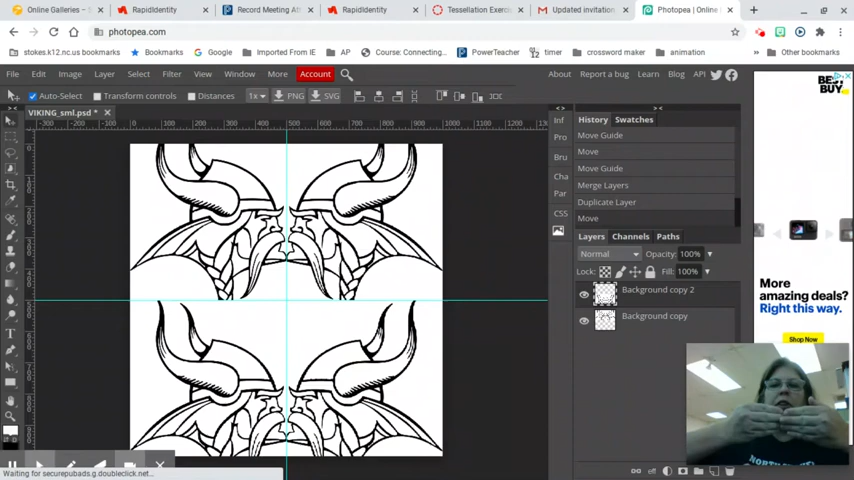 Online Galleries – S
RapidIdentity
Record Meeting Att
RapidIdentity
Tessellation Exerci
Updated invitation
Photopea | Online
photopea.com
stokes.k12.nc.us bookmarks
Bookmarks
Google
Imported From IE
AP
Course: Connecting...
PowerTeacher
timer
crossword maker
animation
Other bookmarks
File Edit Image Layer Select Filter View Window More Account
About Report a bug Learn Blog API
Auto-Select
Transform controls
Distances
1x
PNG
SVG
VIKING_sml.psd *
Inf
Pro
Bru
Cha
Par
CSS
History Swatches
Move Guide
Move
Move Guide
Merge Layers
Duplicate Layer
Move
Layers Channels Paths
Normal
Opacity: 100%
Lock:
Fill: 100%
Background copy 2
Background copy
BEST
BUY
More
amazing deals?
Right this way.
Shop Now
Waiting for securepubads.g.doubleclick.net...